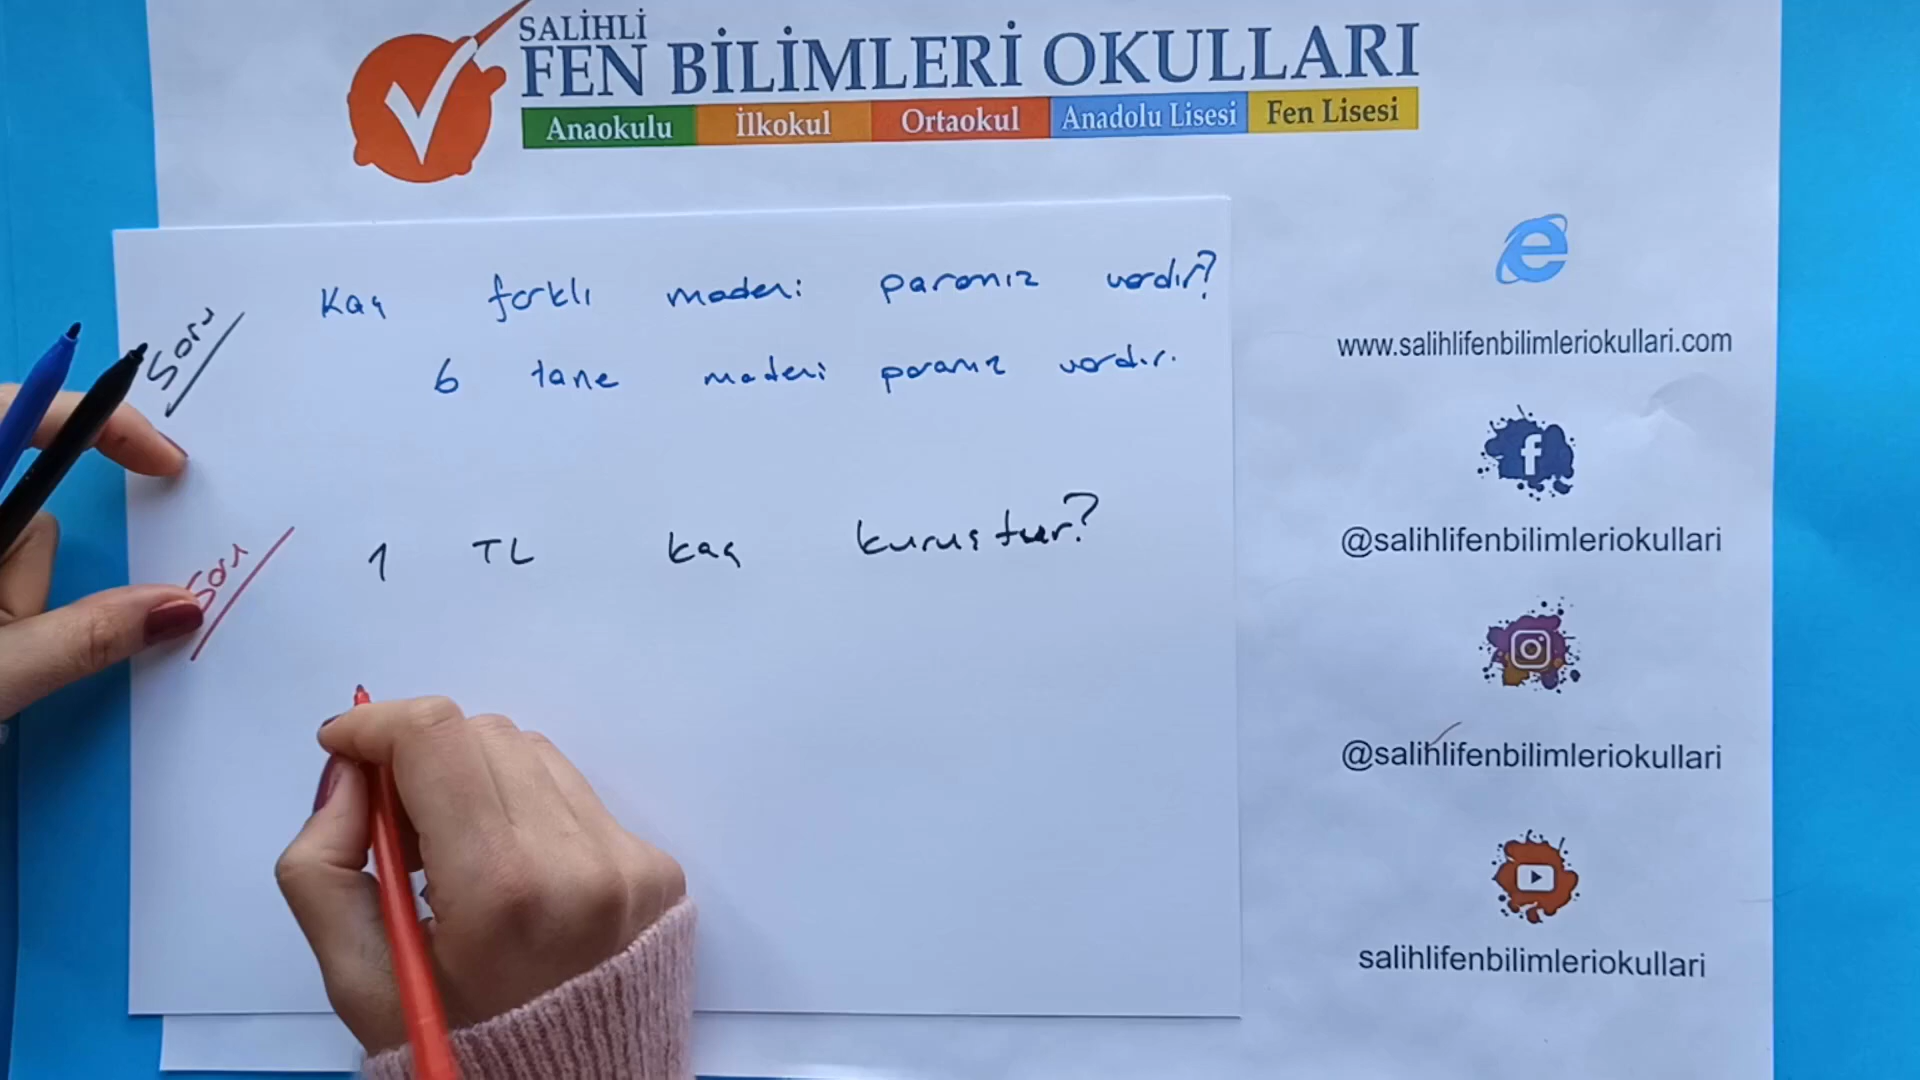 SALİHLİ
FEN BİLİMLERİ OKULLARI
Anaokulu İlkokul Ortaokul Anadolu Lisesi Fen Lisesi
Soru
Kaç farklı madeni paramız vardır?
6 tane madeni paramız vardır.
Soru
1 TL kaç kuruştur?
www.salihlifenbilimleriokullari.com
@salihlifenbilimleriokullari
@salihlifenbilimleriokullari
salihlifenbilimleriokullari